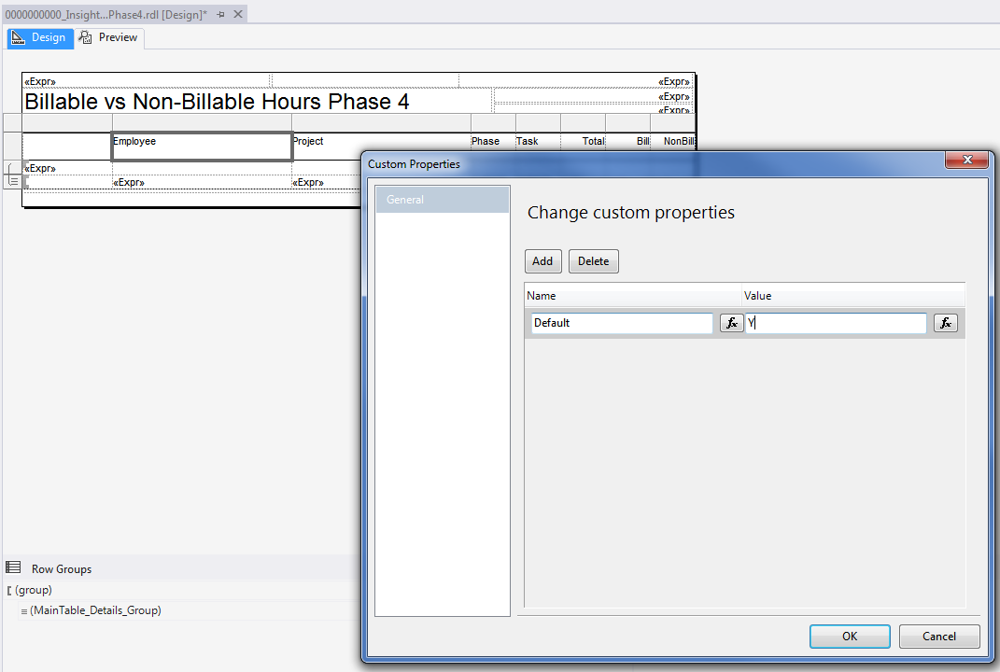 0000000000_Insight...Phase4.rdl [Design]*
Design Preview
«Expr» «Expr»
Billable vs Non-Billable Hours Phase 4 «Expr»
«Expr»
Employee Project Phase Task Total Bill NonBill
«Expr»
«Expr» «Expr»
Custom Properties
General
Change custom properties
Add Delete
Name Value
Default fx Y fx
Row Groups
(group)
(MainTable_Details_Group)
OK Cancel